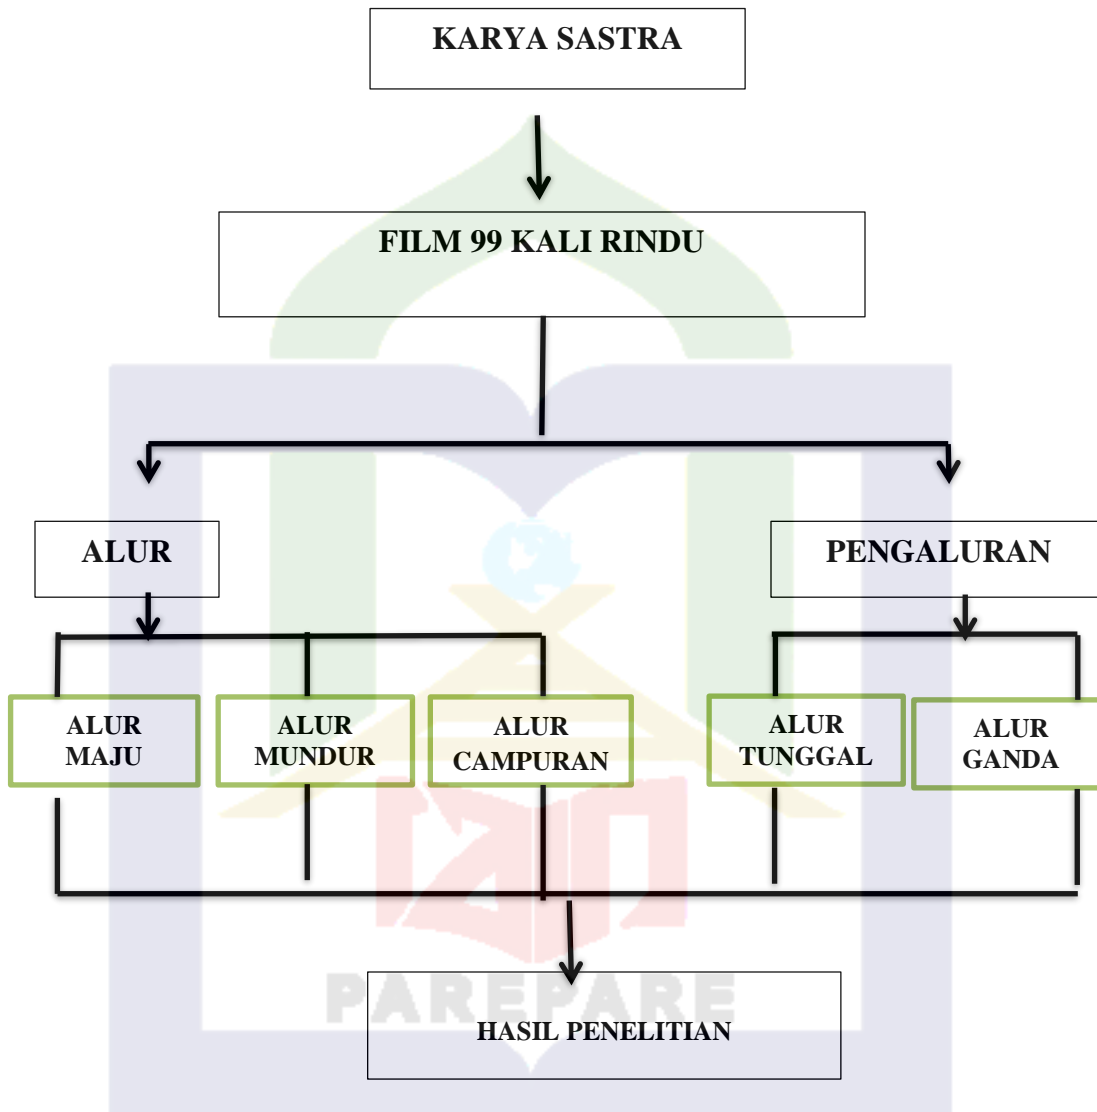 KARYA SASTRA
FILM 99 KALI RINDU
ALUR
PENGALURAN
ALUR
MAJU
ALUR
MUNDUR
ALUR
CAMPURAN
ALUR
TUNGGAL
ALUR
GANDA
PAREPARE
HASIL PENELITIAN